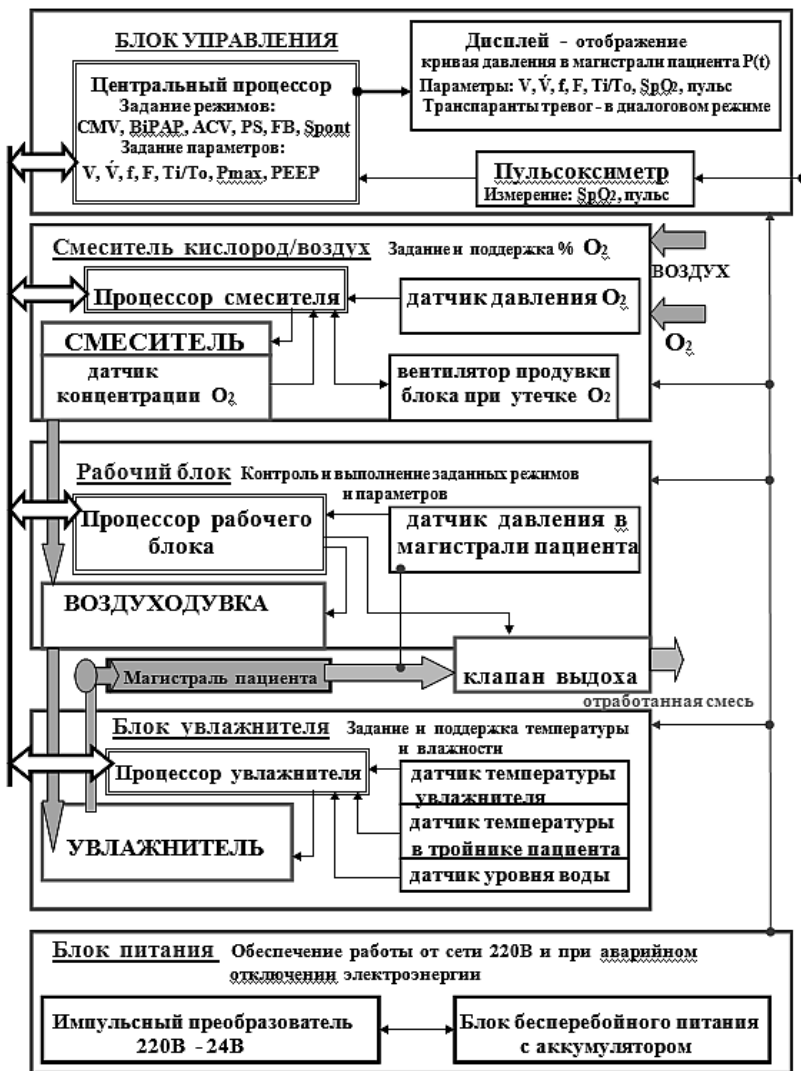 БЛОК УПРАВЛЕНИЯ
Центральный процессор
Задание режимов:
CMV, BiPAP, ACV, PS, FB, Spont
Задание параметров:
V, V́, f, F, Ti/To, Pmax, PEEP
Дисплей - отображение
кривая давления в магистрали пациента P(t)
Параметры: V, V́, f, F, Ti/To, SpO₂, пульс
Транспаранты тревог - в диалоговом режиме
Пульсоксиметр
Измерение: SpO₂, пульс
Смеситель кислород/воздух Задание и поддержка % O₂
ВОЗДУХ
O₂
Процессор смесителя
датчик давления O₂
СМЕСИТЕЛЬ
датчик
концентрации O₂
вентилятор продувки
блока при утечке O₂
Рабочий блок Контроль и выполнение заданных режимов
и параметров
Процессор рабочего
блока
датчик давления в
магистрали пациента
ВОЗДУХОДУВКА
Магистраль пациента
клапан выдоха
отработанная смесь
Блок увлажнителя Задание и поддержка температуры
и влажности
Процессор увлажнителя
датчик температуры
увлажнителя
датчик температуры
в тройнике пациента
датчик уровня воды
УВЛАЖНИТЕЛЬ
Блок питания Обеспечение работы от сети 220В и при аварийном
отключении электроэнергии
Импульсный преобразователь
220В - 24В
Блок бесперебойного питания
с аккумулятором